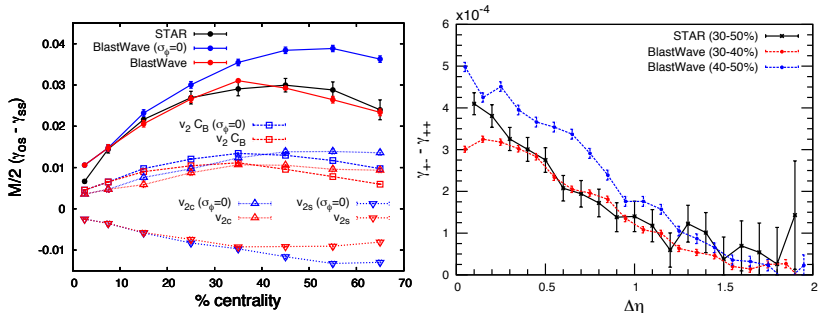 STAR
BlastWave (σϕ=0)
BlastWave
v2 CB (σϕ=0)
v2 CB
v2c (σϕ=0)
v2c
v2s (σϕ=0)
v2s
M/2 (γOS - γSS)
0.04
0.03
0.02
0.01
0
-0.01
0 10 20 30 40 50 60 70
% centrality
x10^-4
STAR (30-50%)
BlastWave (30-40%)
BlastWave (40-50%)
γ+- - γ++
6
5
4
3
2
1
0
0 0.5 1 1.5 2
Δη